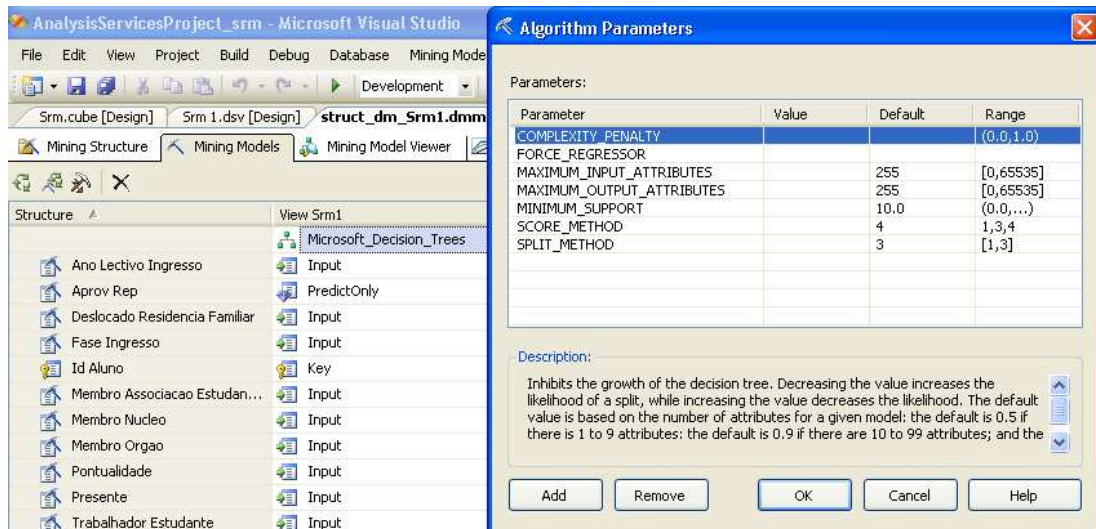 AnalysisServicesProject_srm - Microsoft Visual Studio
File Edit View Project Build Debug Database Mining Mode
Development
Srm.cube [Design] Srm 1.dsv [Design] struct_dm_Srm1.dmm
Mining Structure Mining Models Mining Model Viewer
Structure View Srm1
Microsoft_Decision_Trees
Ano Lectivo Ingresso Input
Aprov Rep PredictOnly
Deslocado Residencia Familiar Input
Fase Ingresso Input
Id Aluno Key
Membro Associacao Estudan... Input
Membro Nucleo Input
Membro Orgao Input
Pontualidade Input
Presente Input
Trabalhador Estudante Input
Algorithm Parameters
Parameters:
Parameter Value Default Range
COMPLEXITY_PENALTY (0.0,1.0)
FORCE_REGRESSOR
MAXIMUM_INPUT_ATTRIBUTES 255 [0,65535]
MAXIMUM_OUTPUT_ATTRIBUTES 255 [0,65535]
MINIMUM_SUPPORT 10.0 (0.0,...)
SCORE_METHOD 4 1,3,4
SPLIT_METHOD 3 [1,3]
Description:
Inhibits the growth of the decision tree. Decreasing the value increases the
likelihood of a split, while increasing the value decreases the likelihood. The default
value is based on the number of attributes for a given model: the default is 0.5 if
there is 1 to 9 attributes: the default is 0.9 if there are 10 to 99 attributes; and the
Add Remove OK Cancel Help